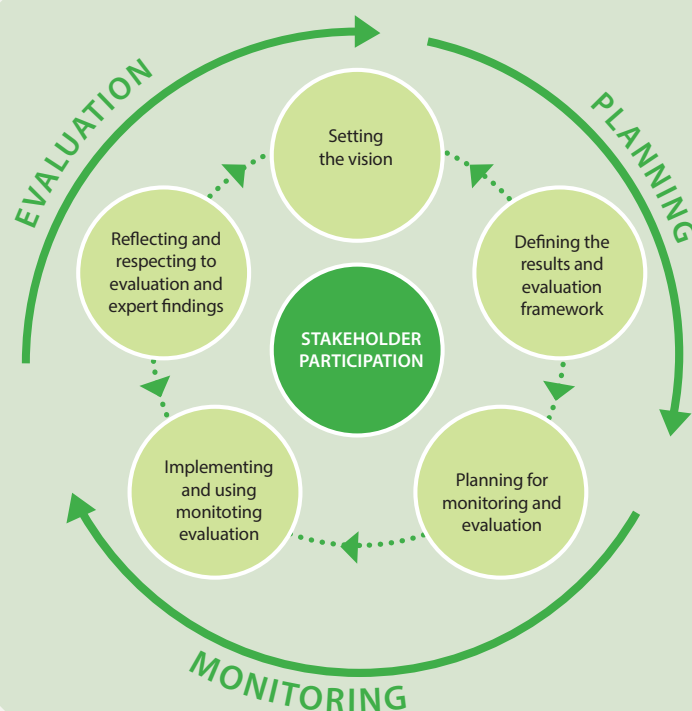 EVALUATION
PLANNING
Setting
the vision
Defining the
results and
evaluation
framework
Reflecting and
respecting to
evaluation and
expert findings
STAKEHOLDER
PARTICIPATION
Implementing
and using
monitoting
evaluation
Planning for
monitoring and
evaluation
MONITORING